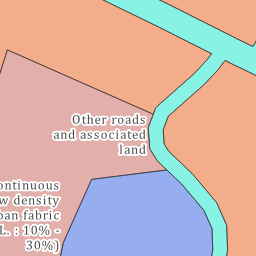 Other roads
and associated
land
ontinuous
w density
ban fabric
L. : 10% -
30%)